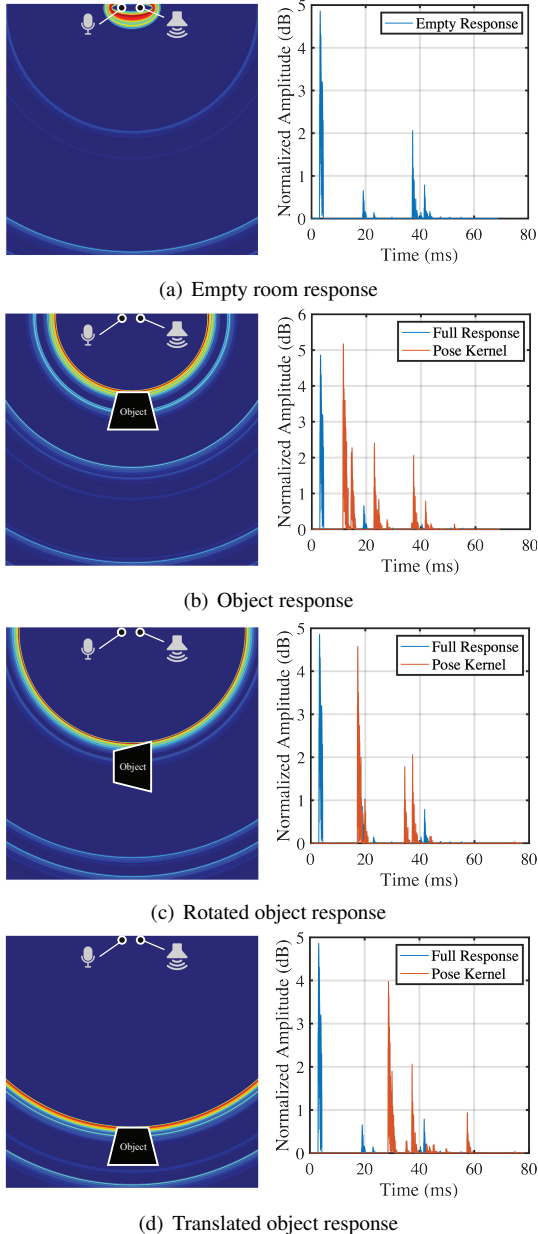 5
4
3
2
1
0
Normalized Amplitude (dB)
Empty Response
0 20 40 60 80
Time (ms)
(a) Empty room response
Object
6
5
4
3
2
1
0
Normalized Amplitude (dB)
Full Response
Pose Kernel
0 20 40 60 80
Time (ms)
(b) Object response
Object
5
4
3
2
1
0
Normalized Amplitude (dB)
Full Response
Pose Kernel
0 20 40 60 80
Time (ms)
(c) Rotated object response
Object
5
4
3
2
1
0
Normalized Amplitude (dB)
Full Response
Pose Kernel
0 20 40 60 80
Time (ms)
(d) Translated object response